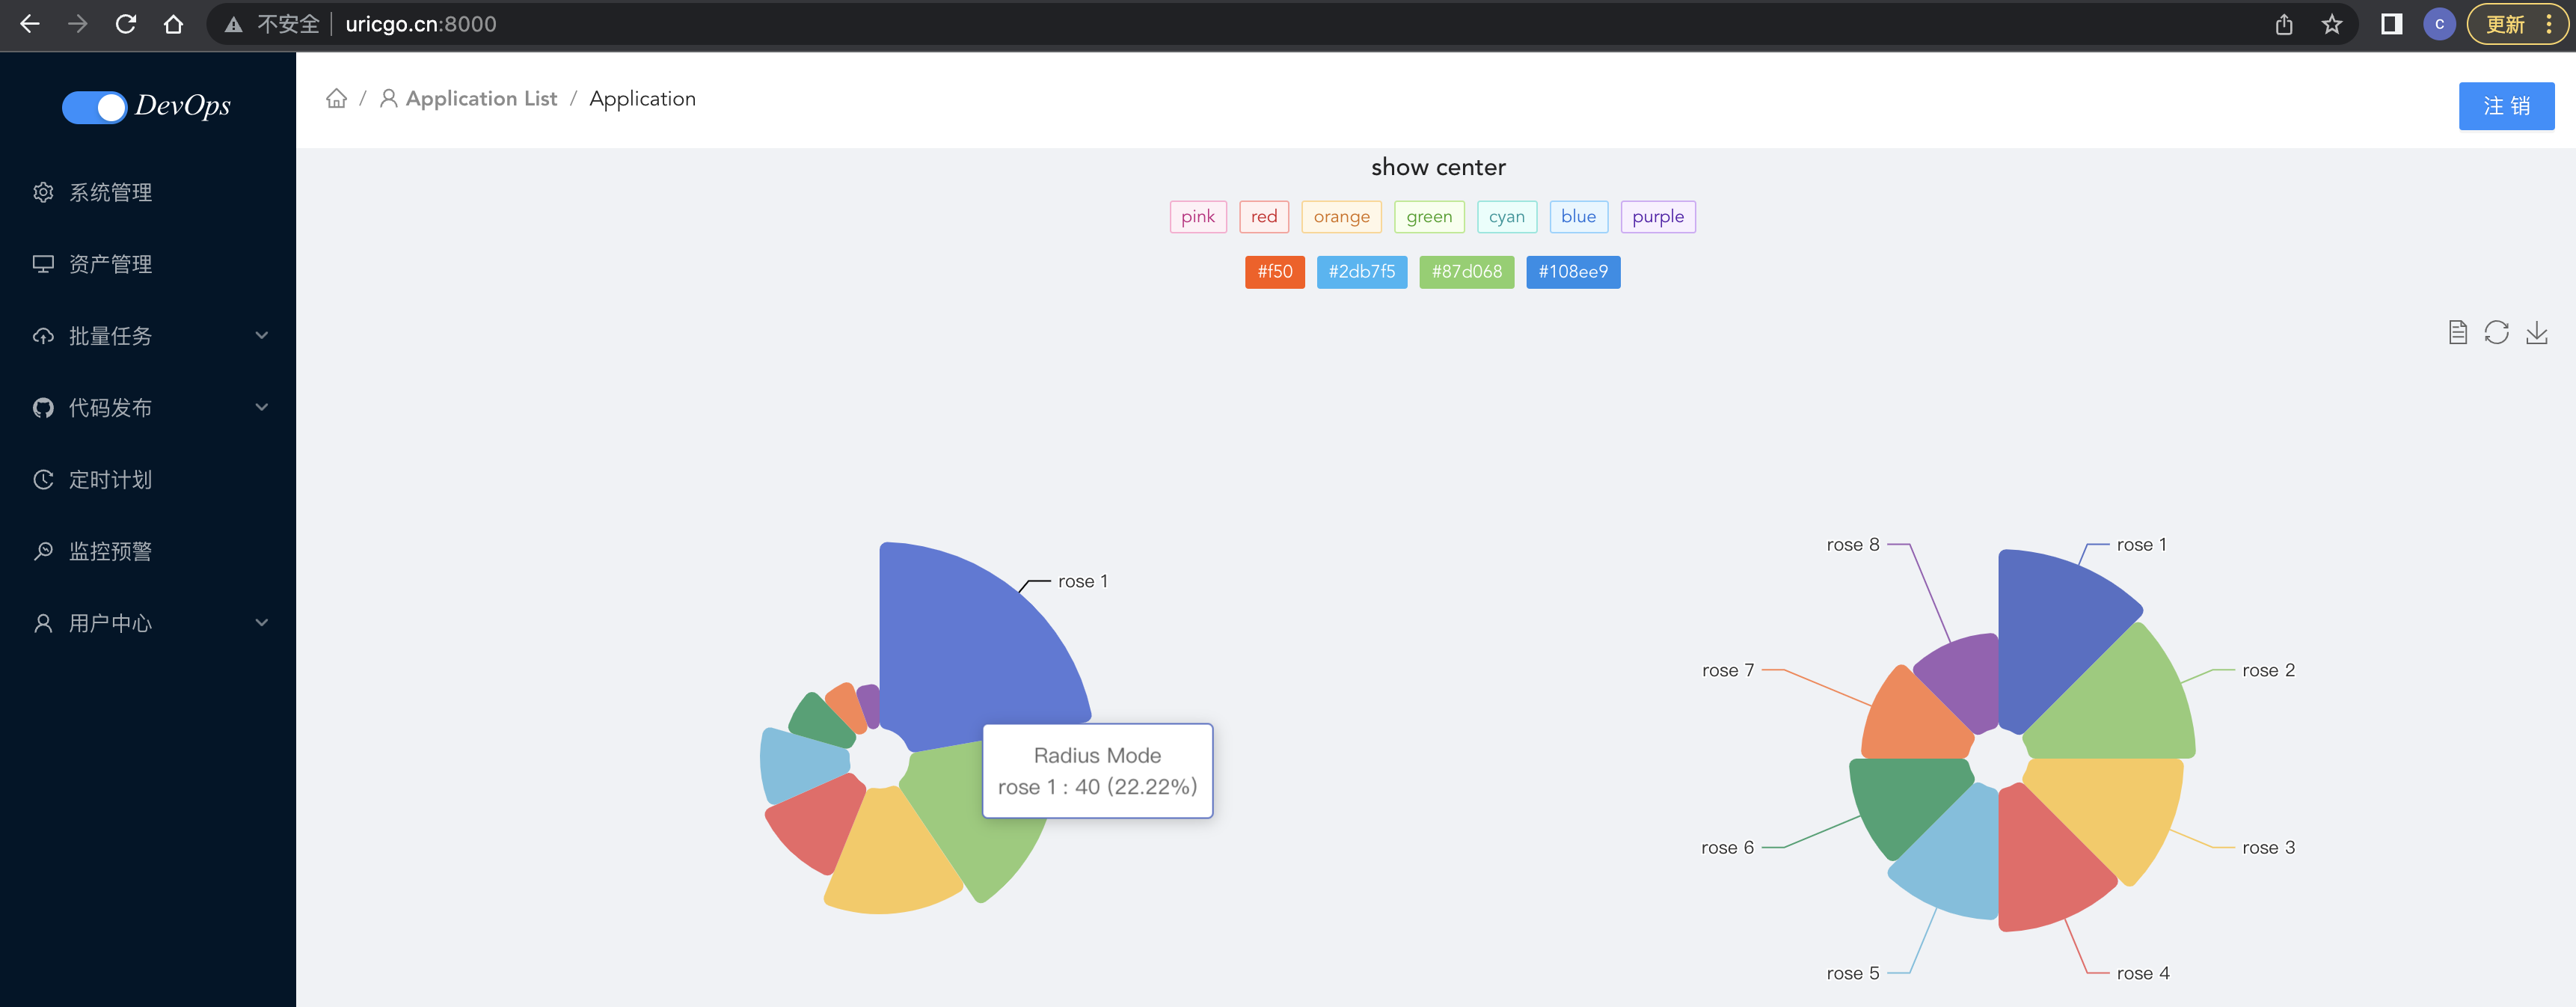 不安全 uricgo.cn:8000
C
更新
DevOps
Application List / Application
注 销
系统管理
资产管理
批量任务
代码发布
定时计划
监控预警
用户中心
show center
pink red orange green cyan blue purple
#f50 #2db7f5 #87d068 #108ee9
rose 1
Radius Mode
rose 1 : 40 (22.22%)
rose 8
rose 1
rose 7
rose 2
rose 6
rose 3
rose 5
rose 4